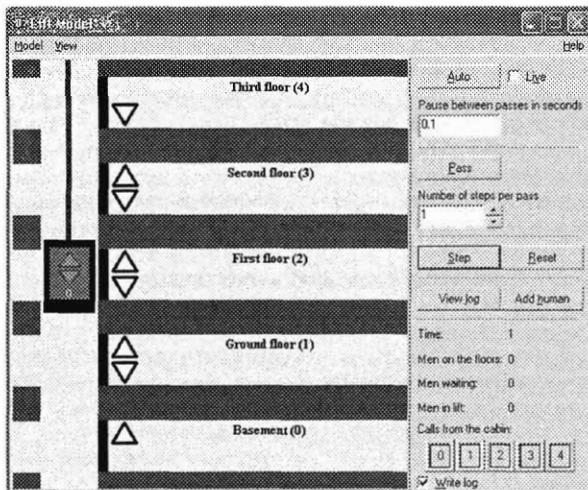 Lift Model
Model View Help
Third floor (4)
Second floor (3)
First floor (2)
0
Ground floor (1)
Basement (0)
Auto Live
Pause between passes in seconds
0.1
Pass
Number of steps per pass
1
Step Reset
View log Add human
Time: 1
Men on the floors: 0
Men waiting: 0
Men in lift: 0
Calls from the cabin:
0 1 2 3 4
Write log